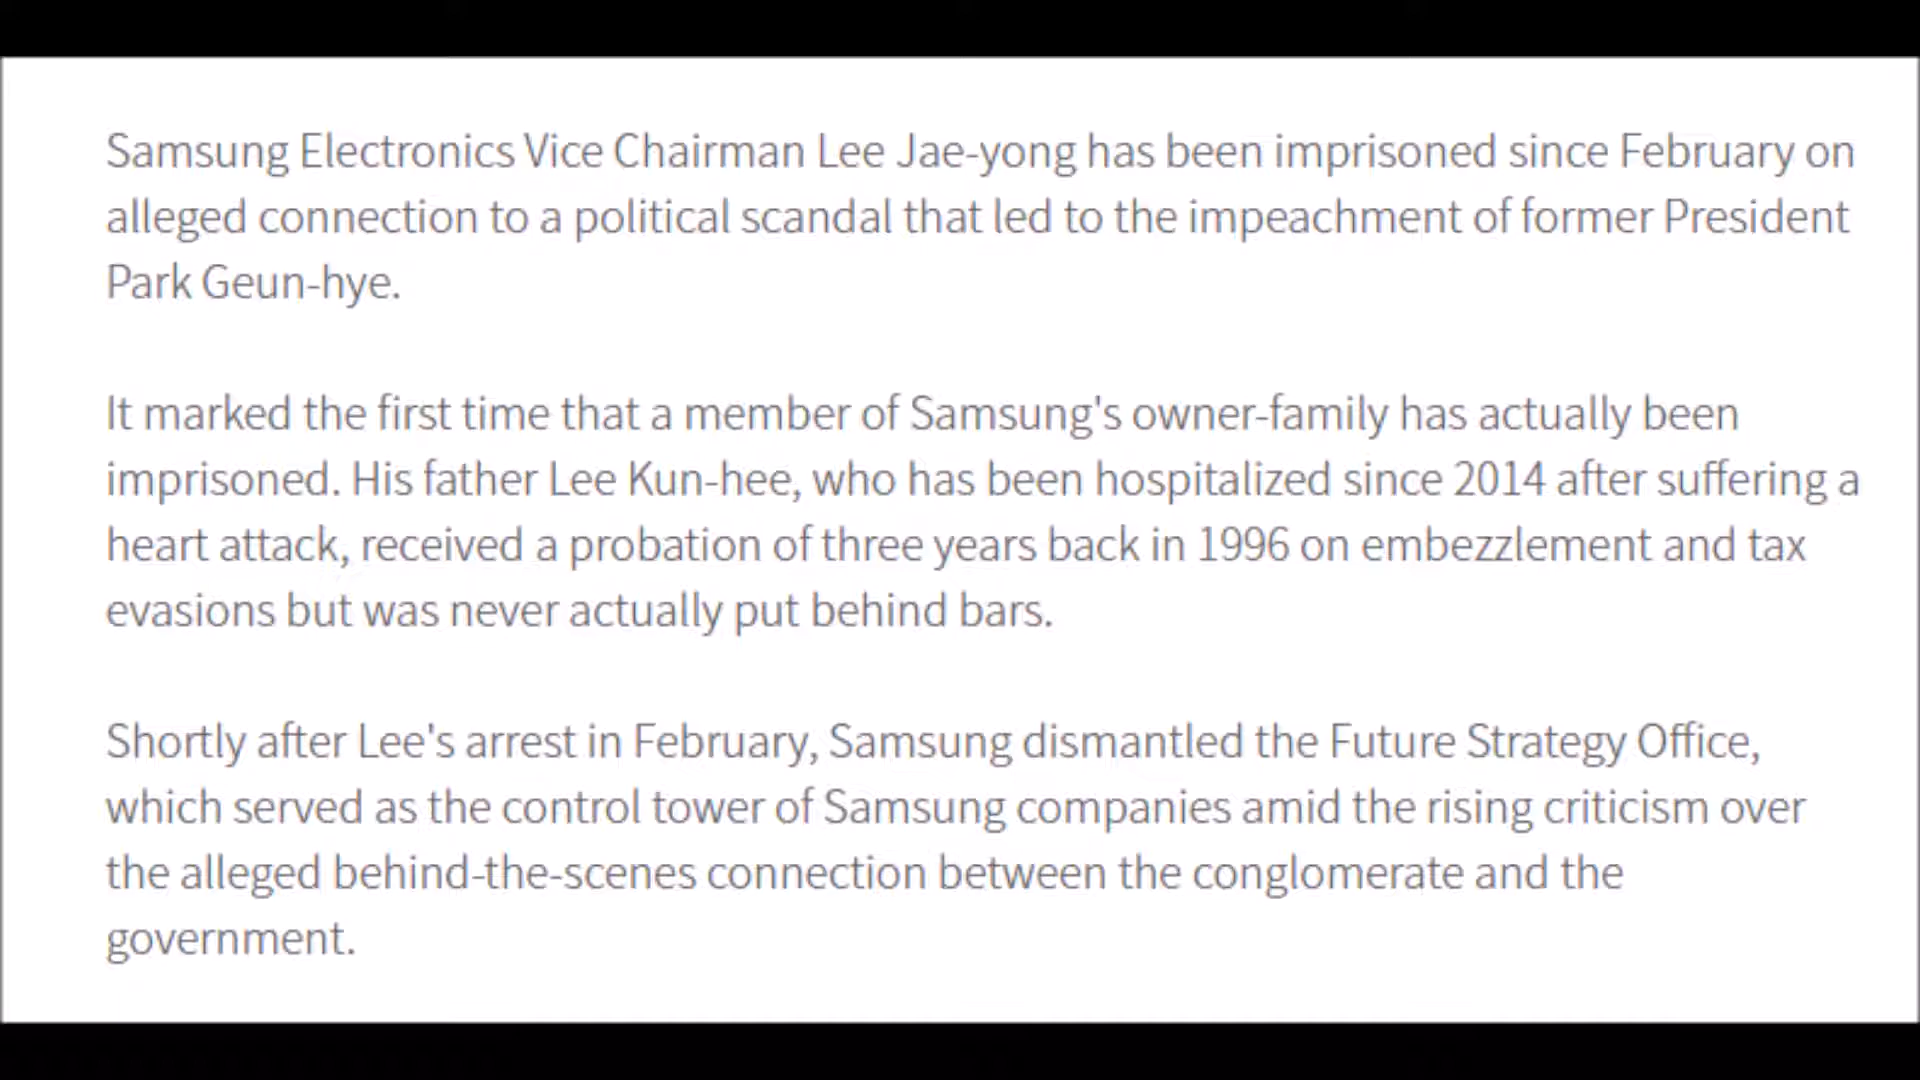 Samsung Electronics Vice Chairman Lee Jae-yong has been imprisoned since February on
alleged connection to a political scandal that led to the impeachment of former President
Park Geun-hye.
It marked the first time that a member of Samsung's owner-family has actually been
imprisoned. His father Lee Kun-hee, who has been hospitalized since 2014 after suffering a
heart attack, received a probation of three years back in 1996 on embezzlement and tax
evasions but was never actually put behind bars.
Shortly after Lee's arrest in February, Samsung dismantled the Future Strategy Office,
which served as the control tower of Samsung companies amid the rising criticism over
the alleged behind-the-scenes connection between the conglomerate and the
government.